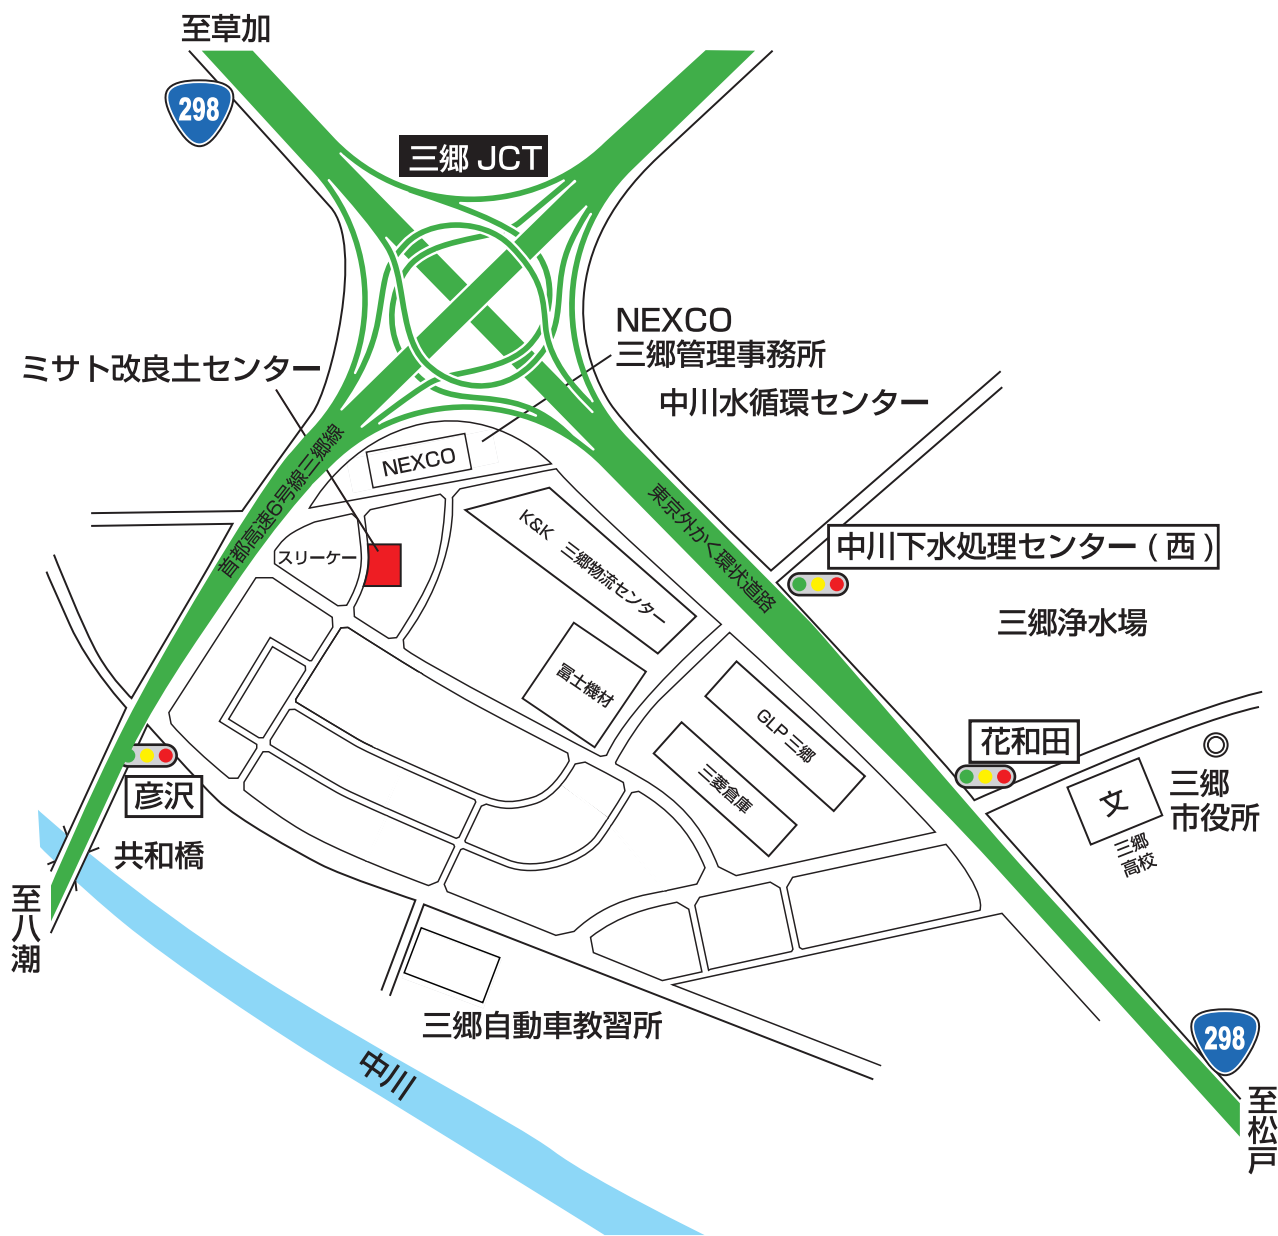 至草加
298
三郷 JCT
NEXCO
三郷管理事務所
ミサト改良土センター
中川水循環センター
首都高速6号線三郷線
NEXCO
東京外かく環状道路
K&K 三郷物流センター
中川下水処理センター(西)
スリーケー
三郷浄水場
冨士機材
GLP 三郷
花和田
三菱倉庫
文
三郷
市役所
彦沢
三郷
高校
共和橋
至八潮
298
三郷自動車教習所
中川
至松戸